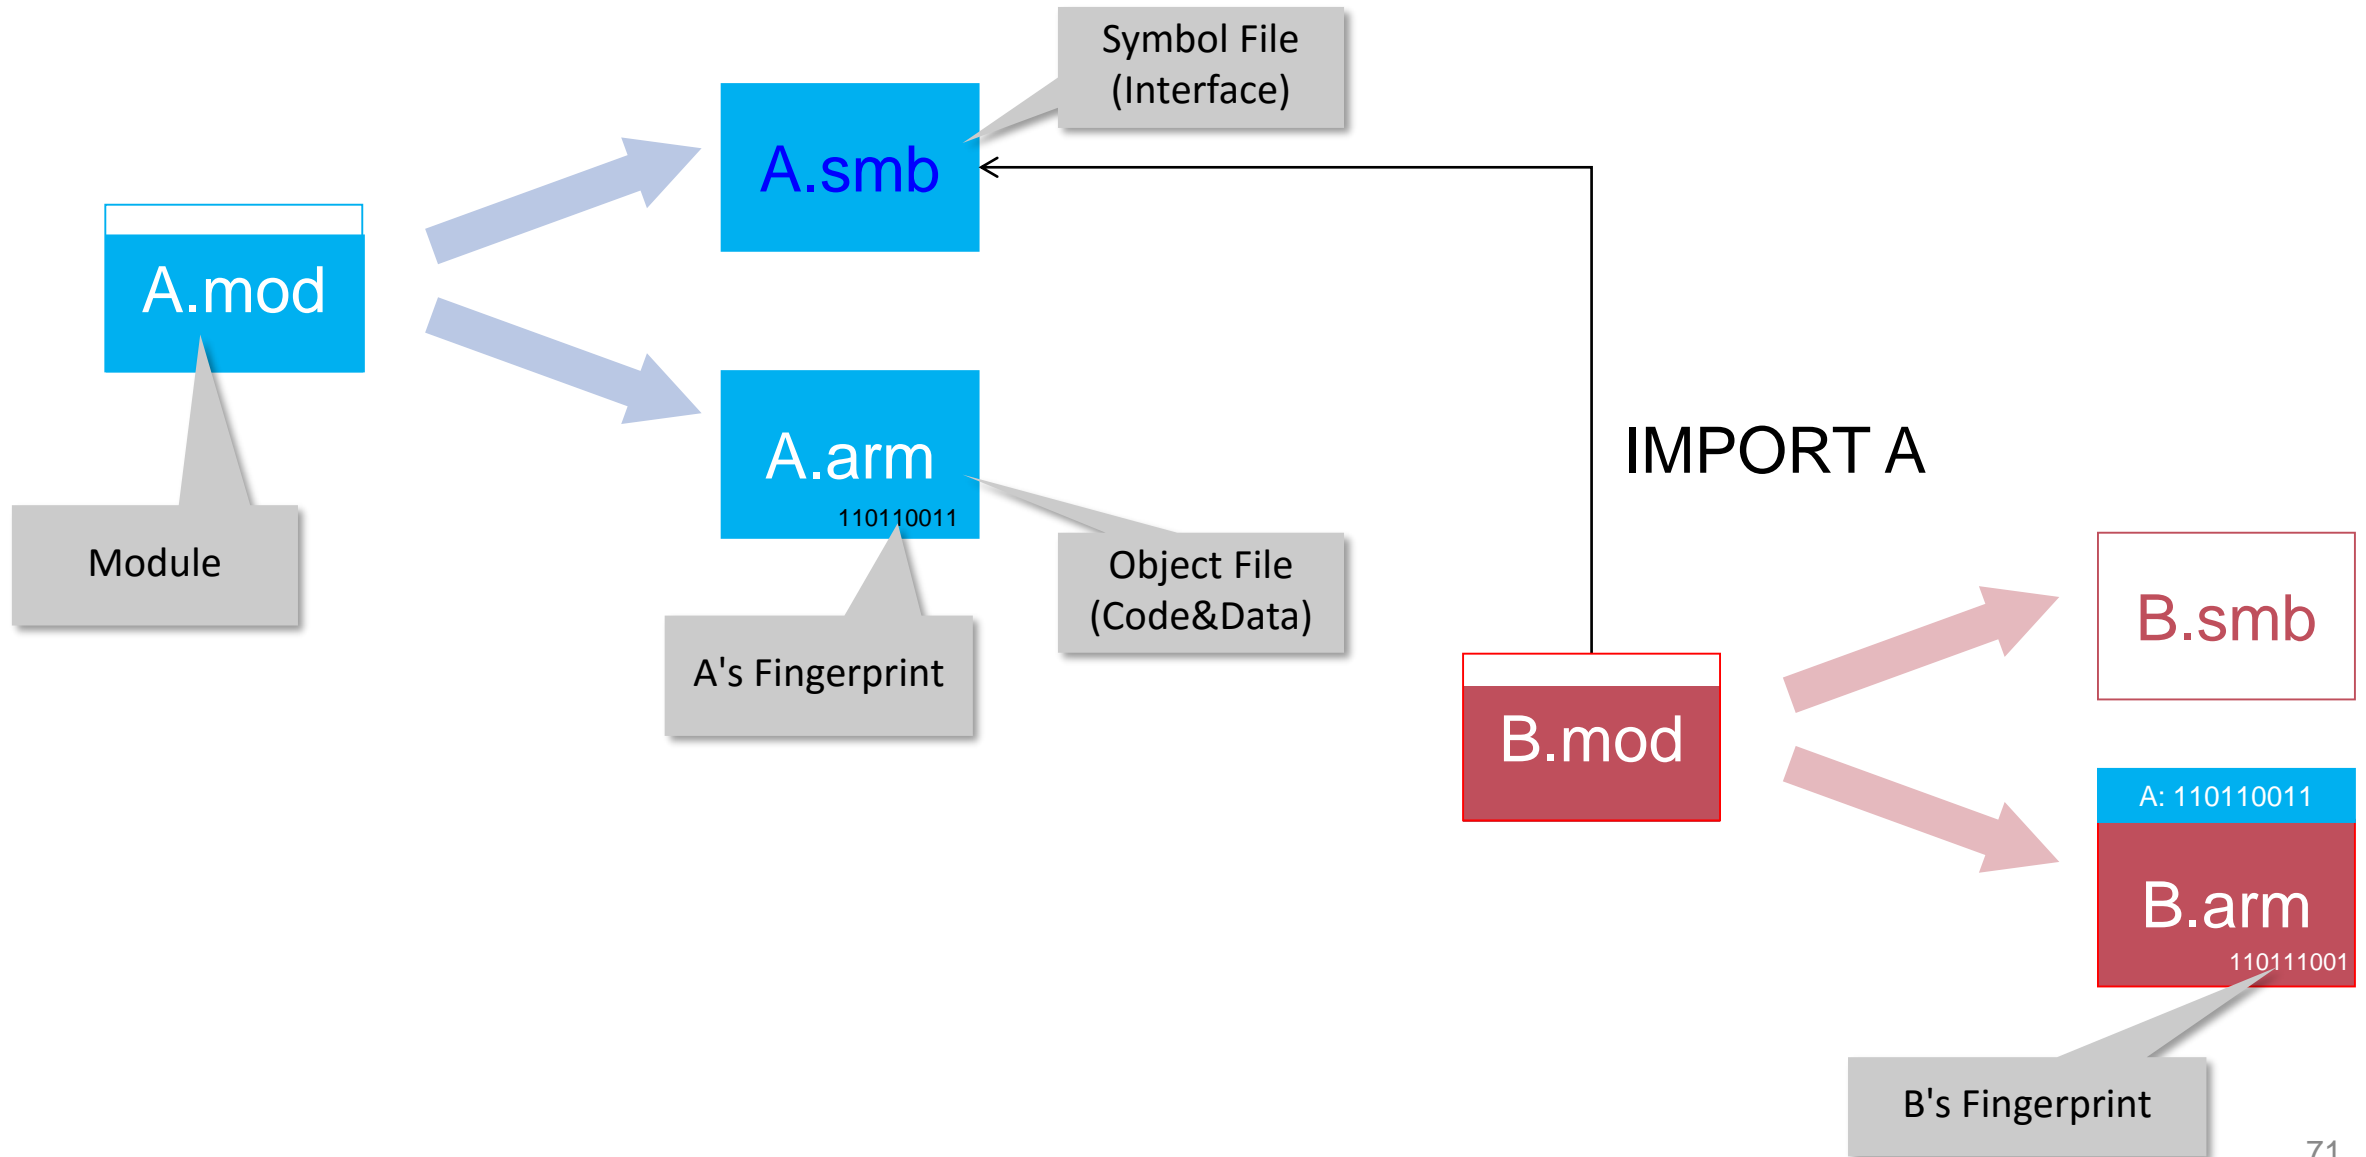 Symbol File
(Interface)
A.smb
A.mod
A.arm
110110011
Module
Object File
(Code&Data)
A's Fingerprint
IMPORT A
B.smb
B.mod
A: 110110011
B.arm
110111001
B's Fingerprint
71